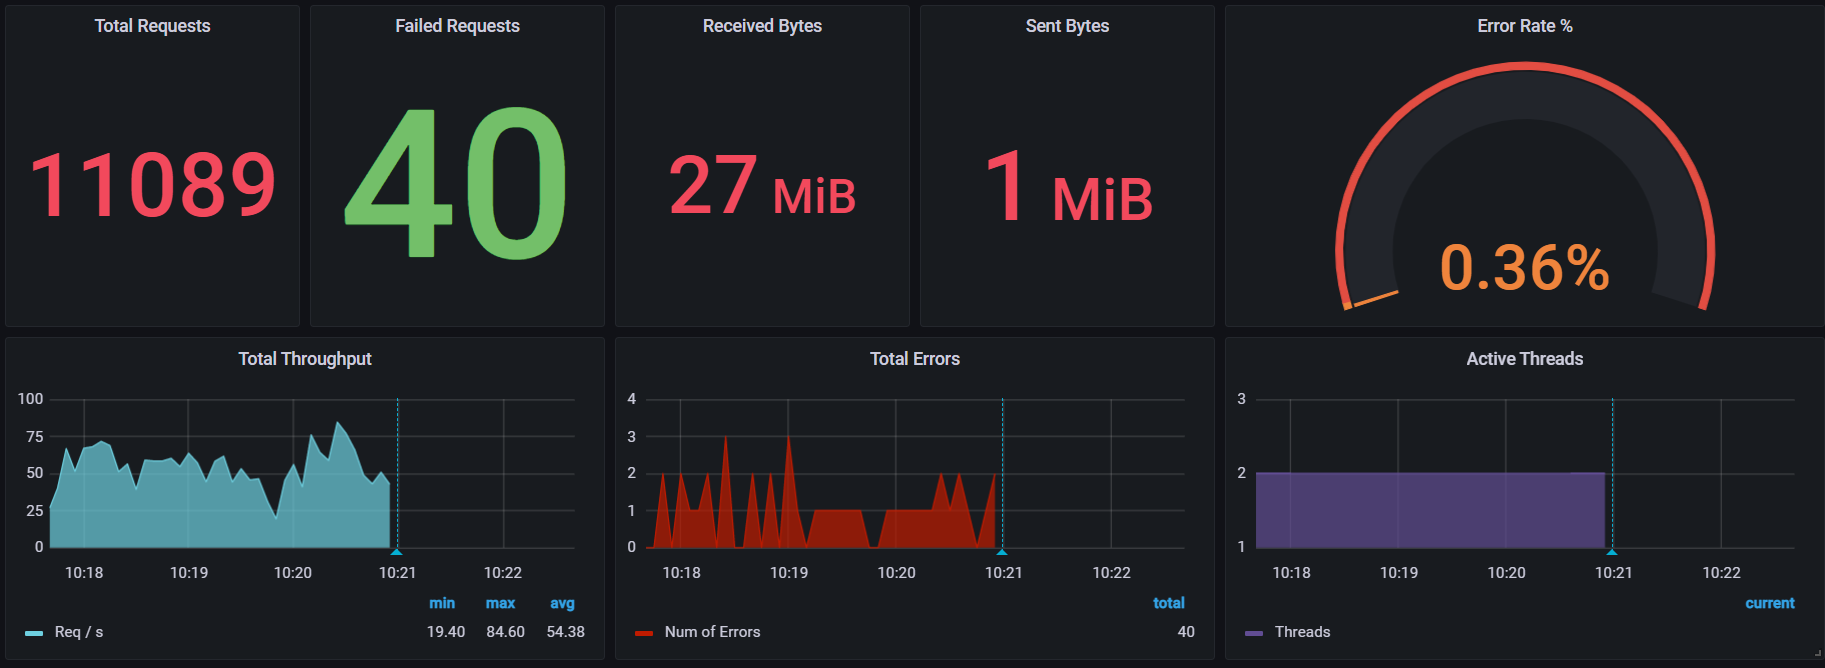 Total Requests
11089
Failed Requests
40
Received Bytes
27 MiB
Sent Bytes
1 MiB
Error Rate %
0.36%
Total Throughput
100
75
50
25
0
10:18 10:19 10:20 10:21 10:22
min max avg
Req / s 19.40 84.60 54.38
Total Errors
4
3
2
1
0
10:18 10:19 10:20 10:21 10:22
total
Num of Errors 40
Active Threads
3
2
1
10:18 10:19 10:20 10:21 10:22
current
Threads